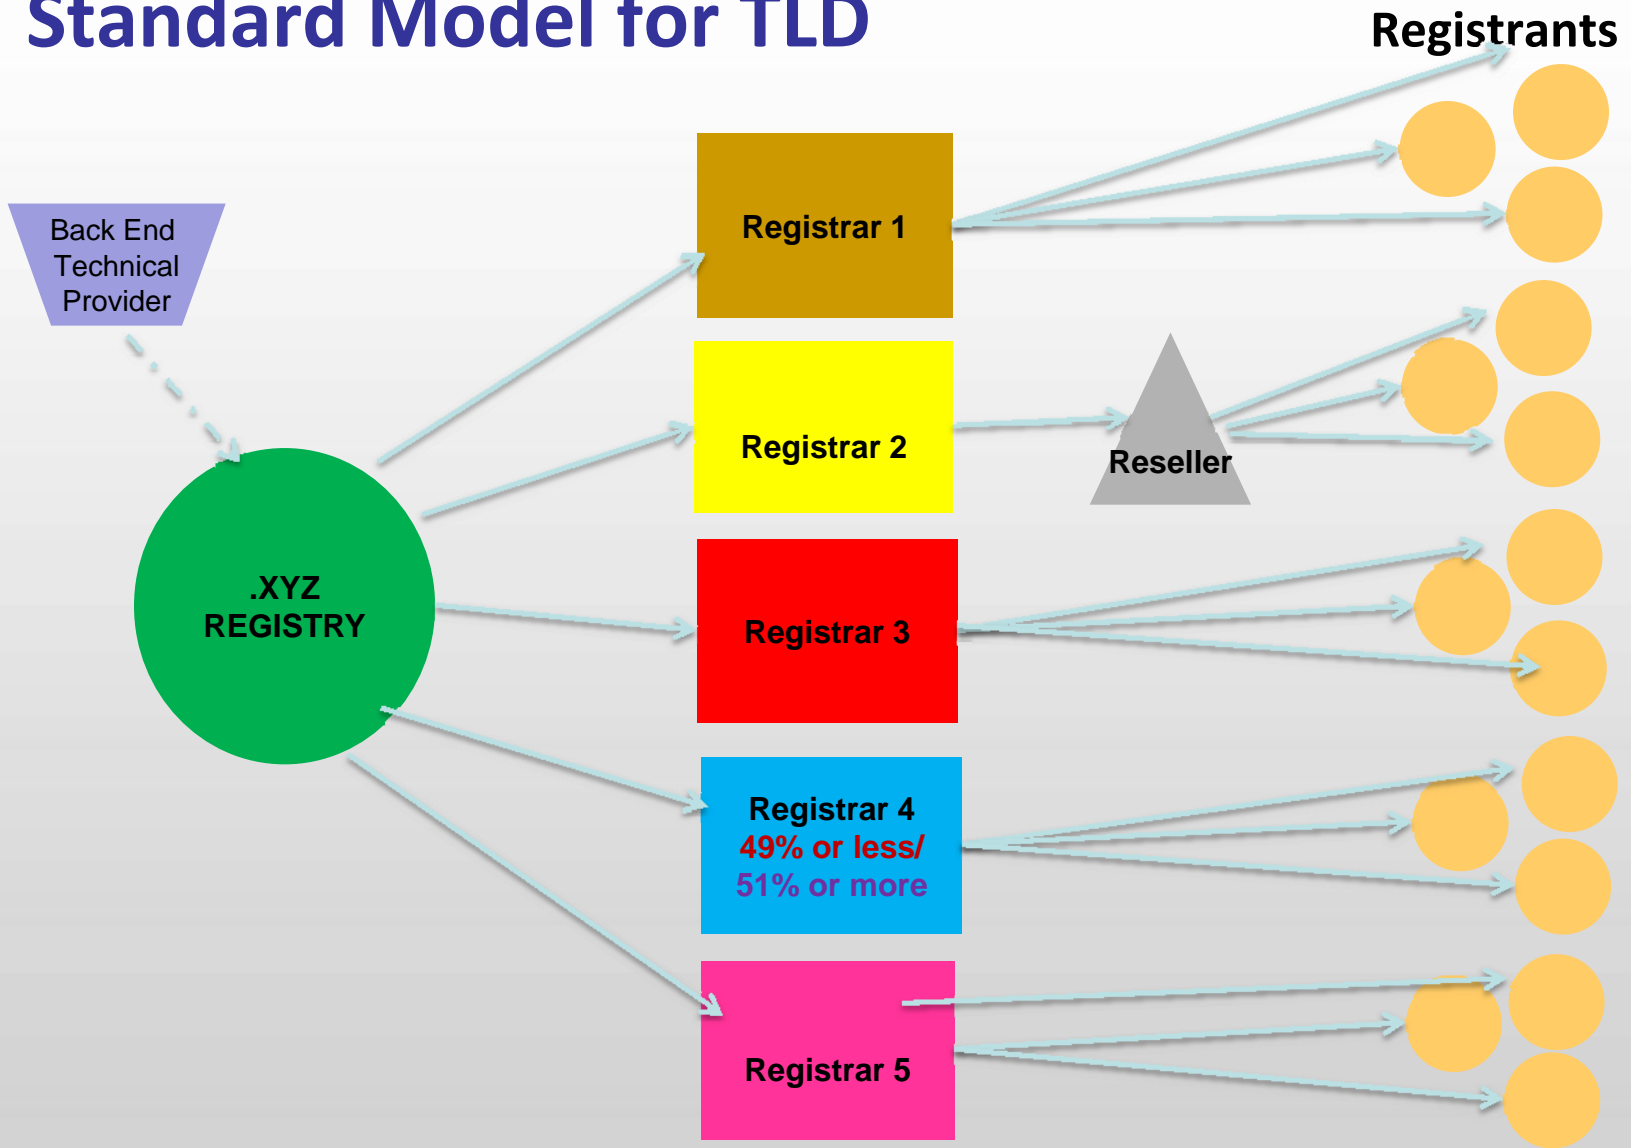 Standard Model for TLD
Registrants
Back End
Technical
Provider
.XYZ
REGISTRY
Registrar 1
Registrar 2
Reseller
Registrar 3
Registrar 4
49% or less/
51% or more
Registrar 5